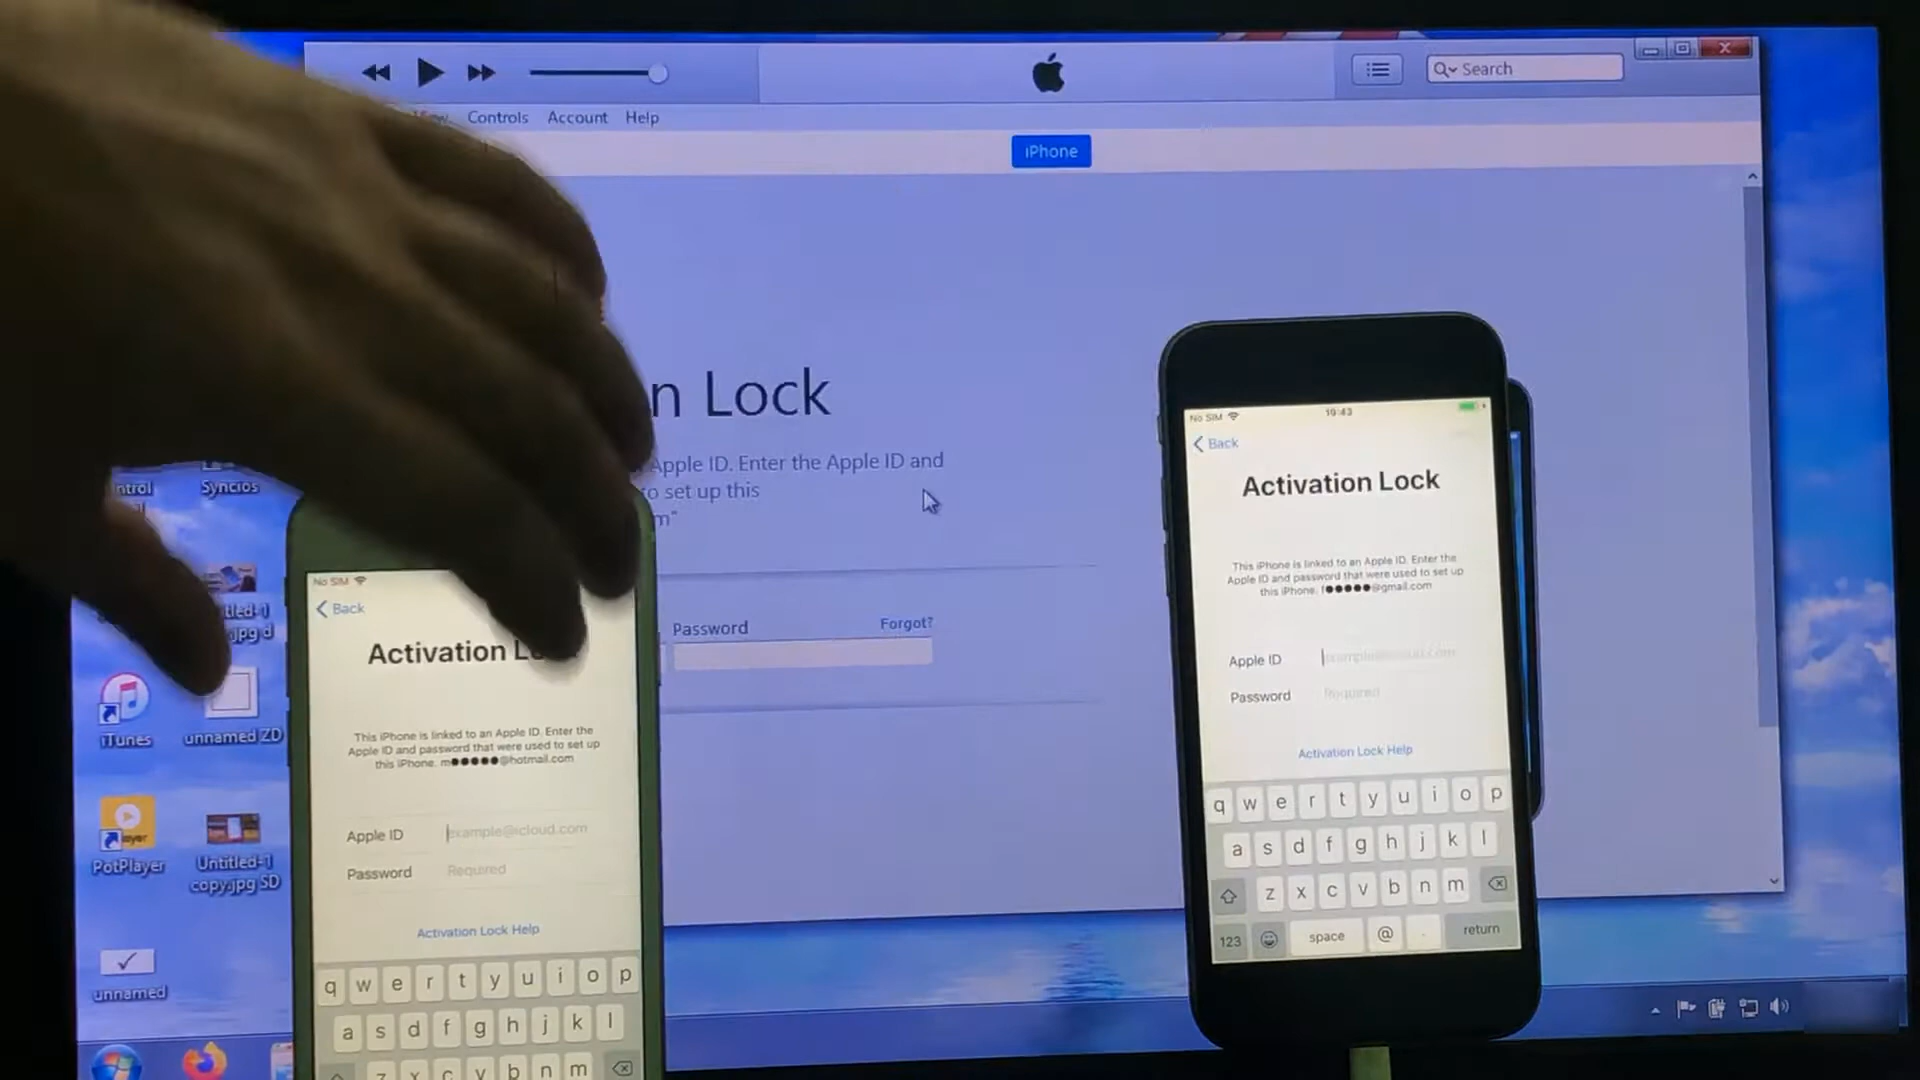 Search
Controls Account Help
iPhone
n Lock
Apple ID. Enter the Apple ID and
to set up this
m"
Password Forgot?
ntrol
Syncios
iTunes
unnamed ZD
PotPlayer
Untitled-1
copy.jpg SD
unnamed
No SIM
Back
Activation L
This iPhone is linked to an Apple ID. Enter the
Apple ID and password that were used to set up
this iPhone. m●●●●●@hotmail.com
Apple ID example@icloud.com
Password Required
Activation Lock Help
q w e r t y u i o p
a s d f g h j k l
z x c v b n m
No SIM 19:43
Back
Activation Lock
This iPhone is linked to an Apple ID. Enter the
Apple ID and password that were used to set up
this iPhone. f●●●●●@gmail.com
Apple ID example@icloud.com
Password Required
Activation Lock Help
q w e r t y u i o p
a s d f g h j k l
z x c v b n m
123 space @ . return